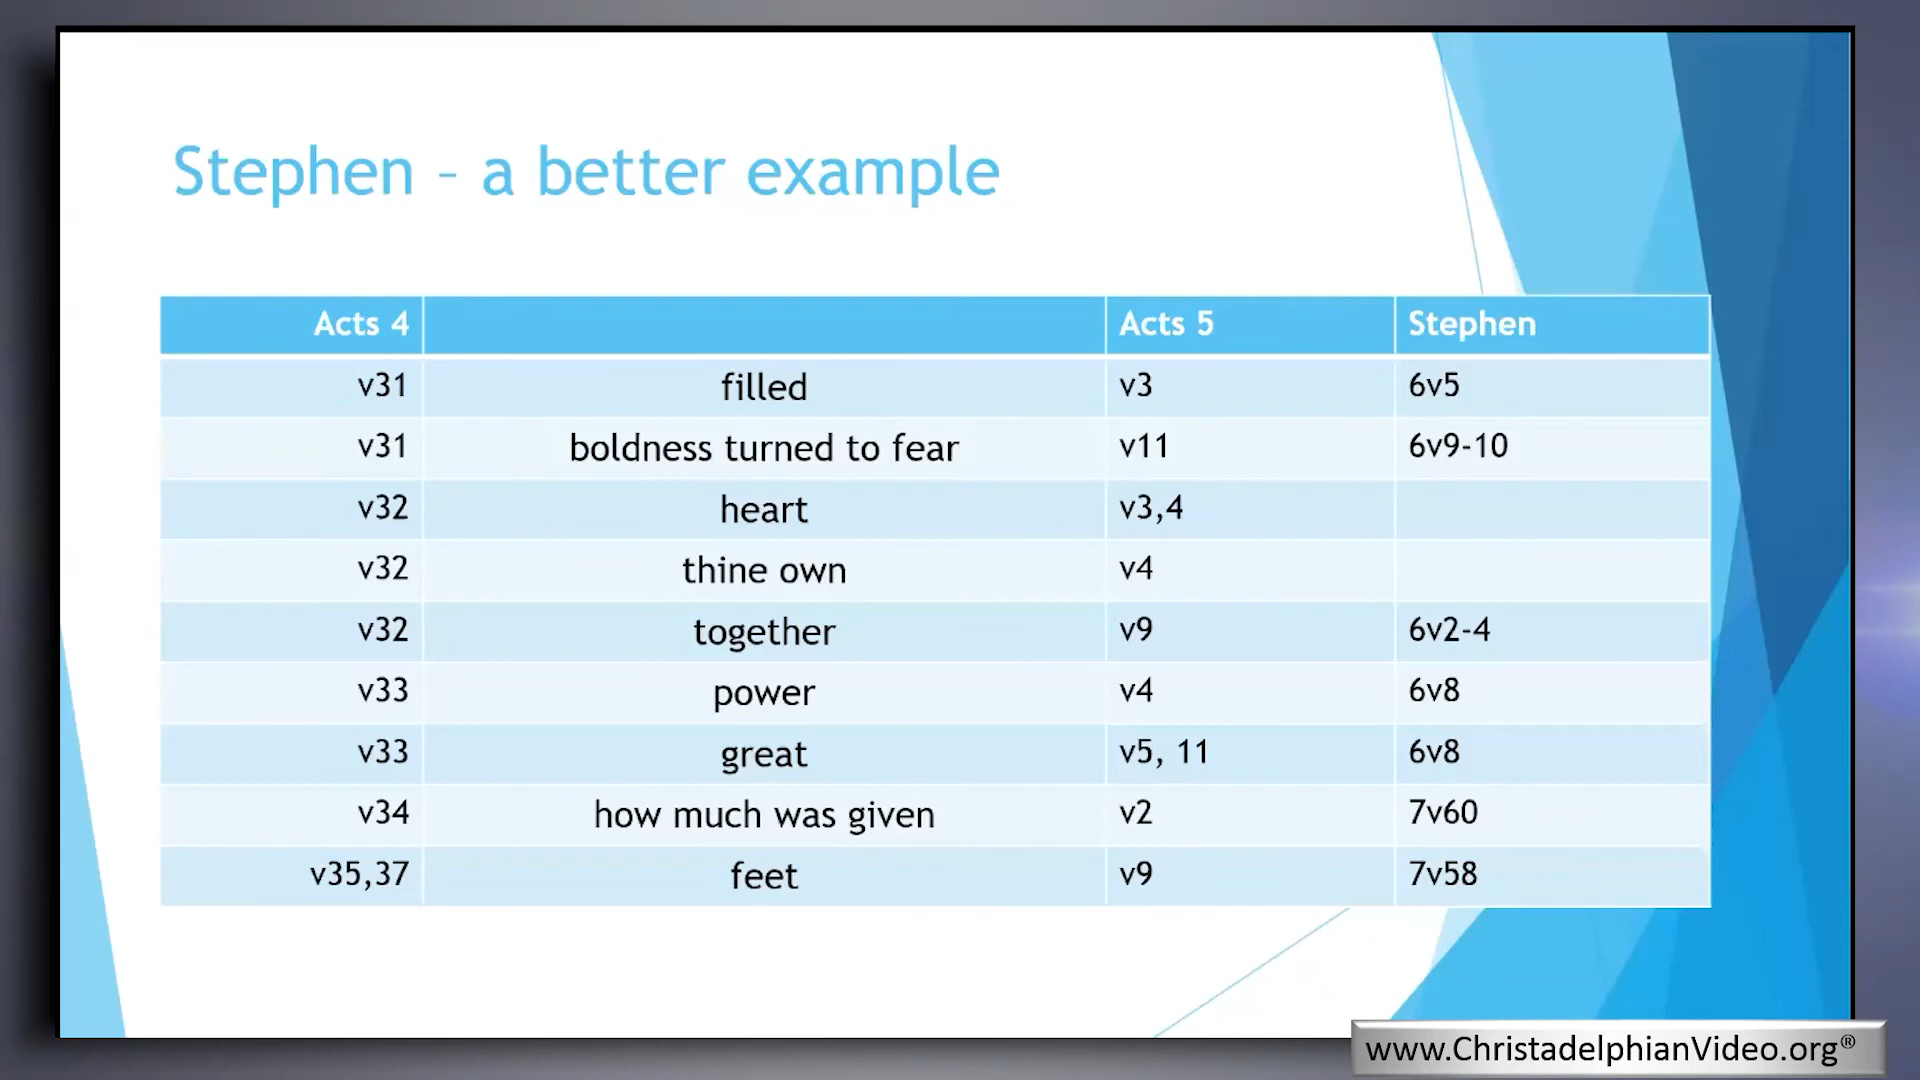 Stephen – a better example
Acts 4 Acts 5 Stephen
v31 filled v3 6v5
v31 boldness turned to fear v11 6v9-10
v32 heart v3,4
v32 thine own v4
v32 together v9 6v2-4
v33 power v4 6v8
v33 great v5, 11 6v8
v34 how much was given v2 7v60
v35,37 feet v9 7v58
www.ChristadelphianVideo.org®